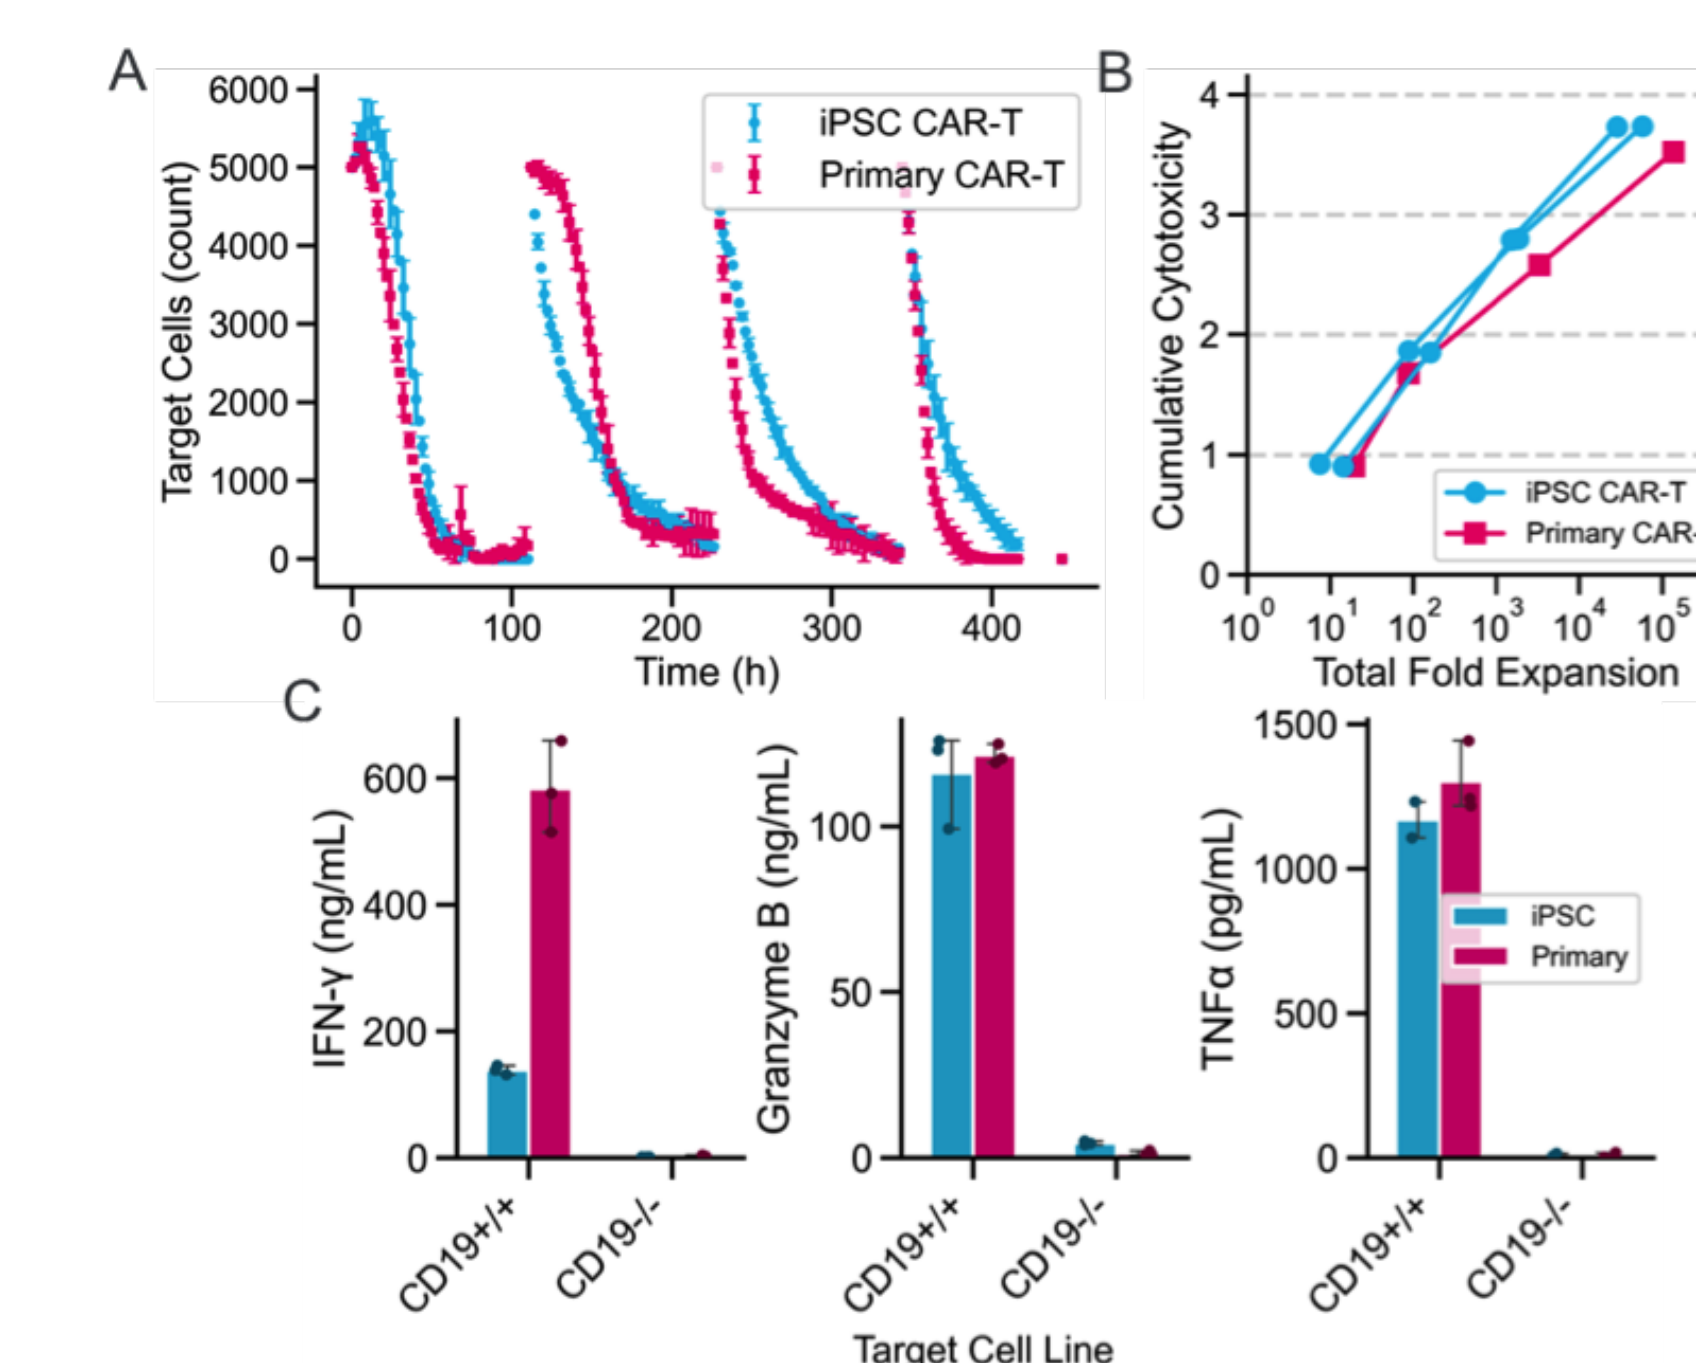 A
6000
5000
4000
3000
2000
1000
0
Target Cells (count)
iPSC CAR-T
Primary CAR-T
0 100 200 300 400
Time (h)
B
4
3
2
1
0
Cumulative Cytotoxicity
iPSC CAR-T
Primary CAR-
10^0 10^1 10^2 10^3 10^4 10^5
Total Fold Expansion
C
600
400
200
0
IFN-γ (ng/mL)
CD19+/+
CD19-/-
100
50
0
Granzyme B (ng/mL)
CD19+/+
CD19-/-
1500
1000
500
0
TNFα (pg/mL)
iPSC
Primary
CD19+/+
CD19-/-
Target Cell Line